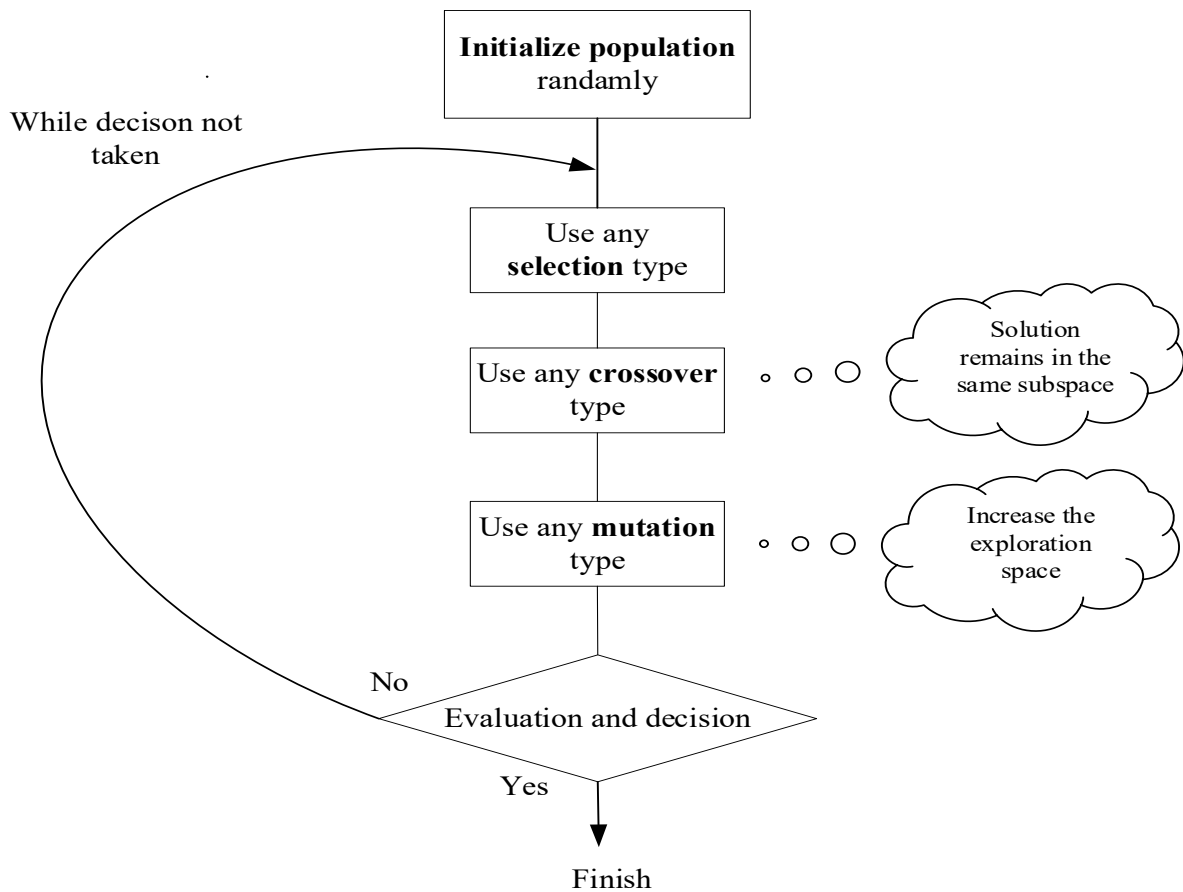 Initialize population
randamly
While decison not
taken
Use any
selection type
Use any crossover
type
Solution
remains in the
same subspace
Use any mutation
type
Increase the
exploration
space
No
Evaluation and decision
Yes
Finish